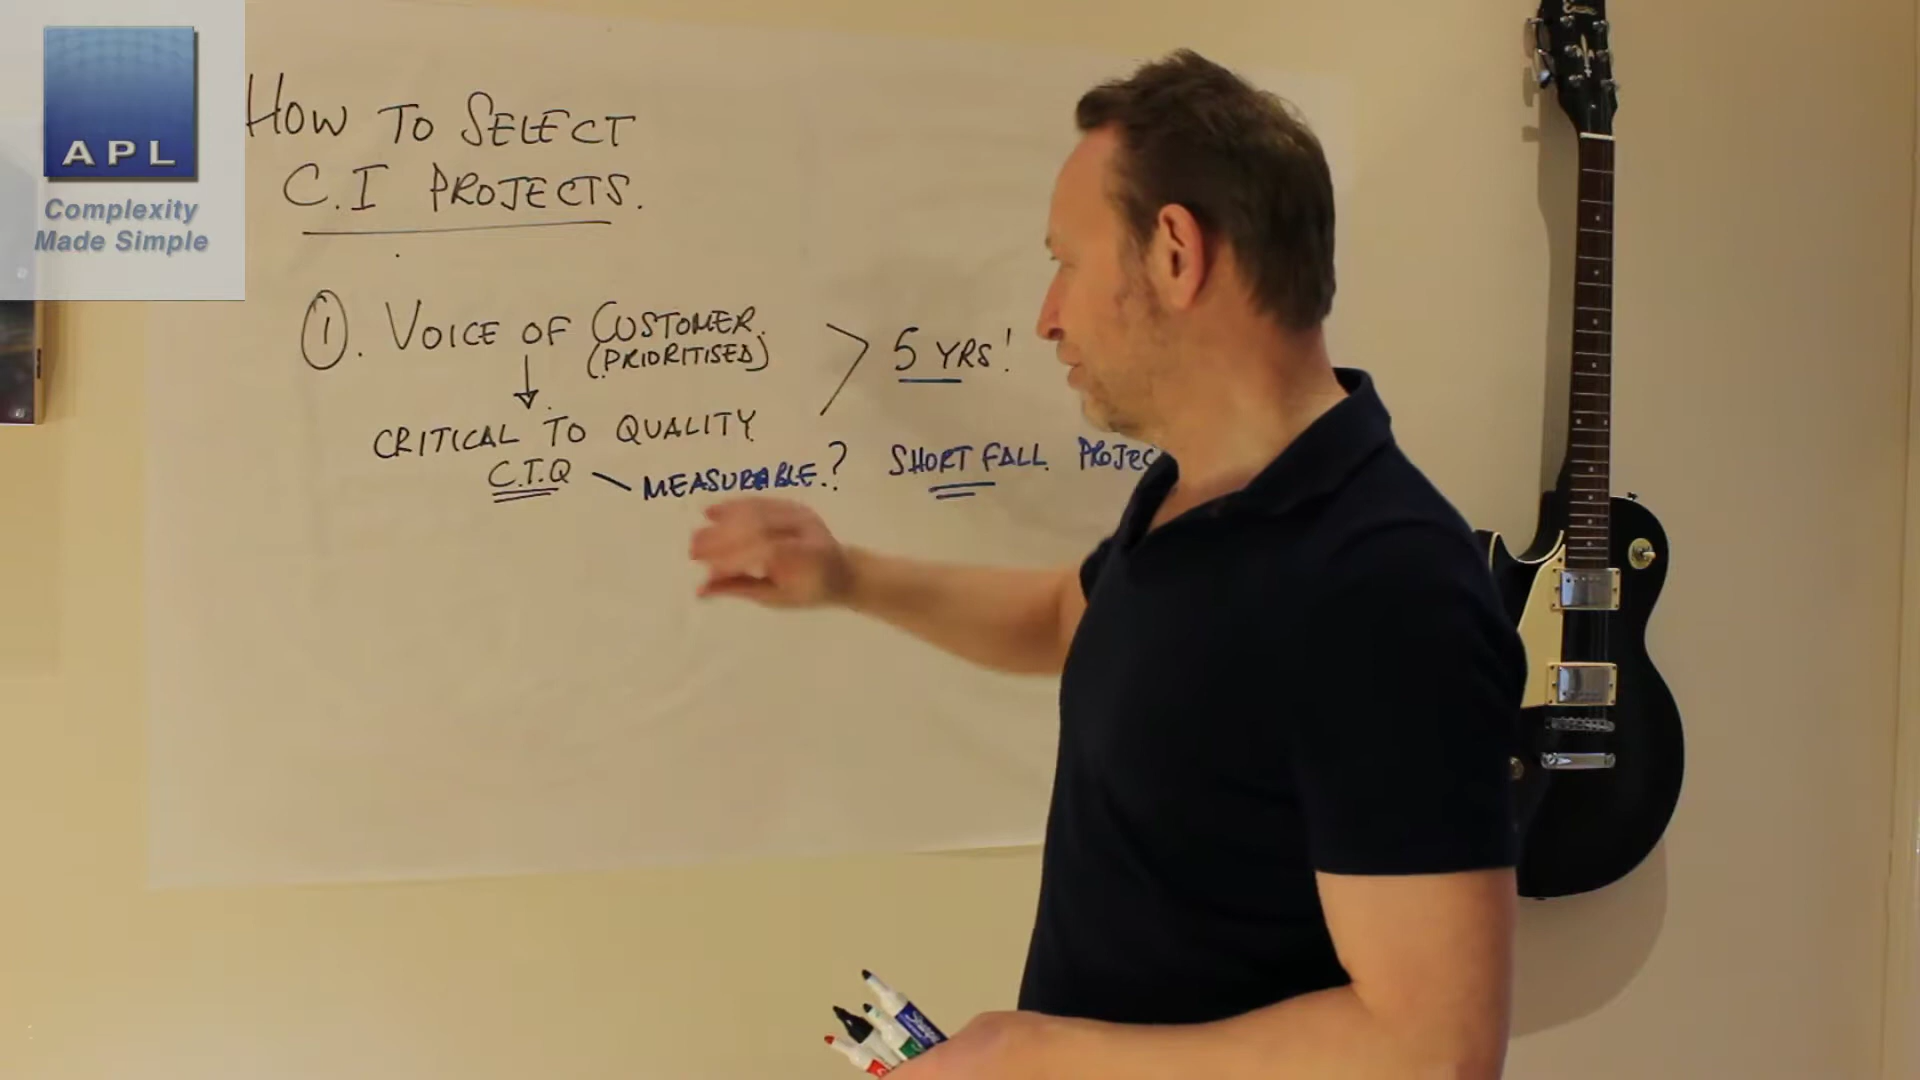 APL
Complexity
Made Simple
HOW TO SELECT
C.I PROJECTS.
1. VOICE OF CUSTOMER.
(PRIORITISED)
5 YRS!
CRITICAL TO QUALITY
C.T.Q
MEASURABLE.?
SHORT FALL. PROJEC